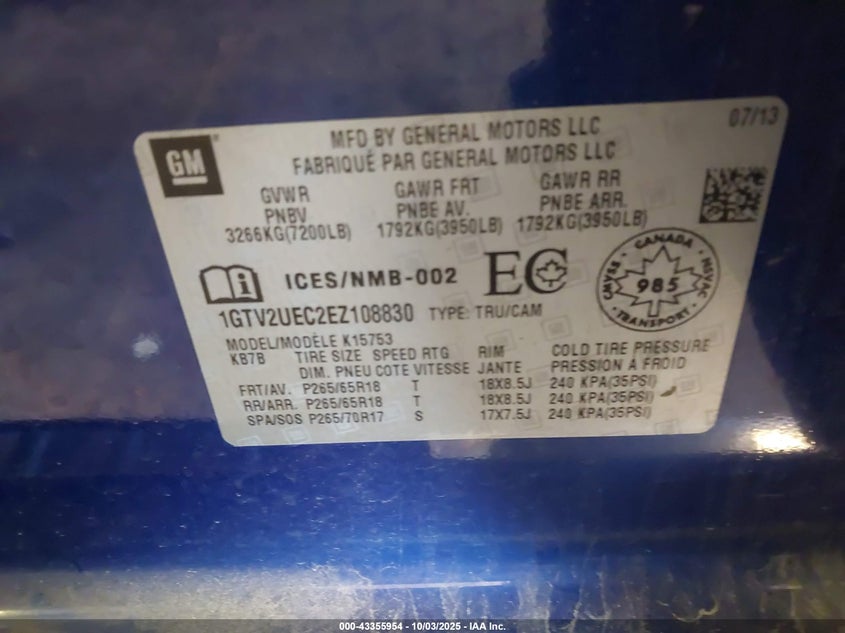 GM
07/13
MFD BY GENERAL MOTORS LLC
FABRIQUÉ PAR GENERAL MOTORS LLC
GVWR GAWR FRT GAWR RR
PNBV PNBE AV. PNBE ARR.
3266KG(7200LB) 1792KG(3950LB) 1792KG(3950LB)
ICES/NMB-002 EC
CANADA
CMVSS 985 NSVAC
TRANSPORT
1GTV2UEC2EZ108830 TYPE: TRU/CAM
MODEL/MODÈLE K15753
KB7B TIRE SIZE SPEED RTG RIM COLD TIRE PRESSURE
DIM. PNEU COTE VITESSE JANTE PRESSION À FROID
FRT/AV. P265/65R18 T 18X8.5J 240 KPA(35PSI)
RR/ARR. P265/65R18 T 18X8.5J 240 KPA(35PSI)
SPA/SOS P265/70R17 S 17X7.5J 240 KPA(35PSI)
000-43355954 - 10/03/2025 - IAA Inc.